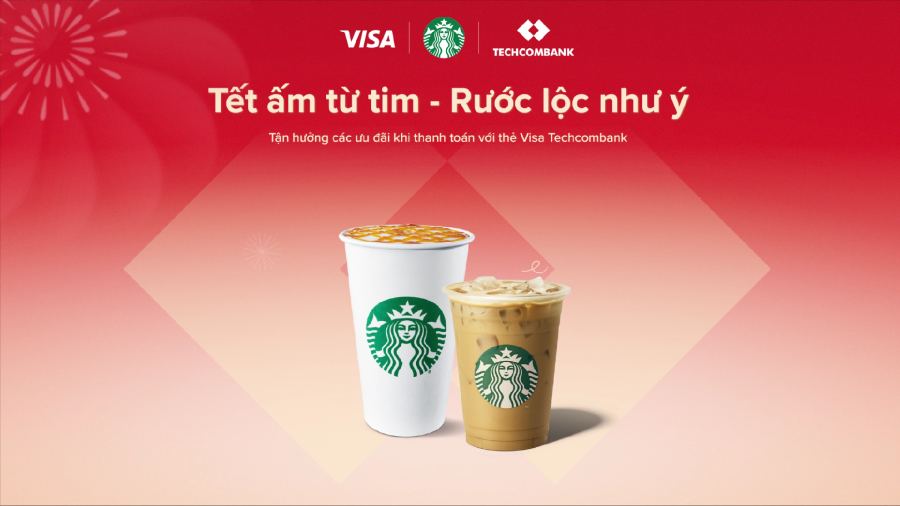 VISA
TECHCOMBANK
Tết ấm từ tim - Rước lộc như ý
Tận hưởng các ưu đãi khi thanh toán với thẻ Visa Techcombank